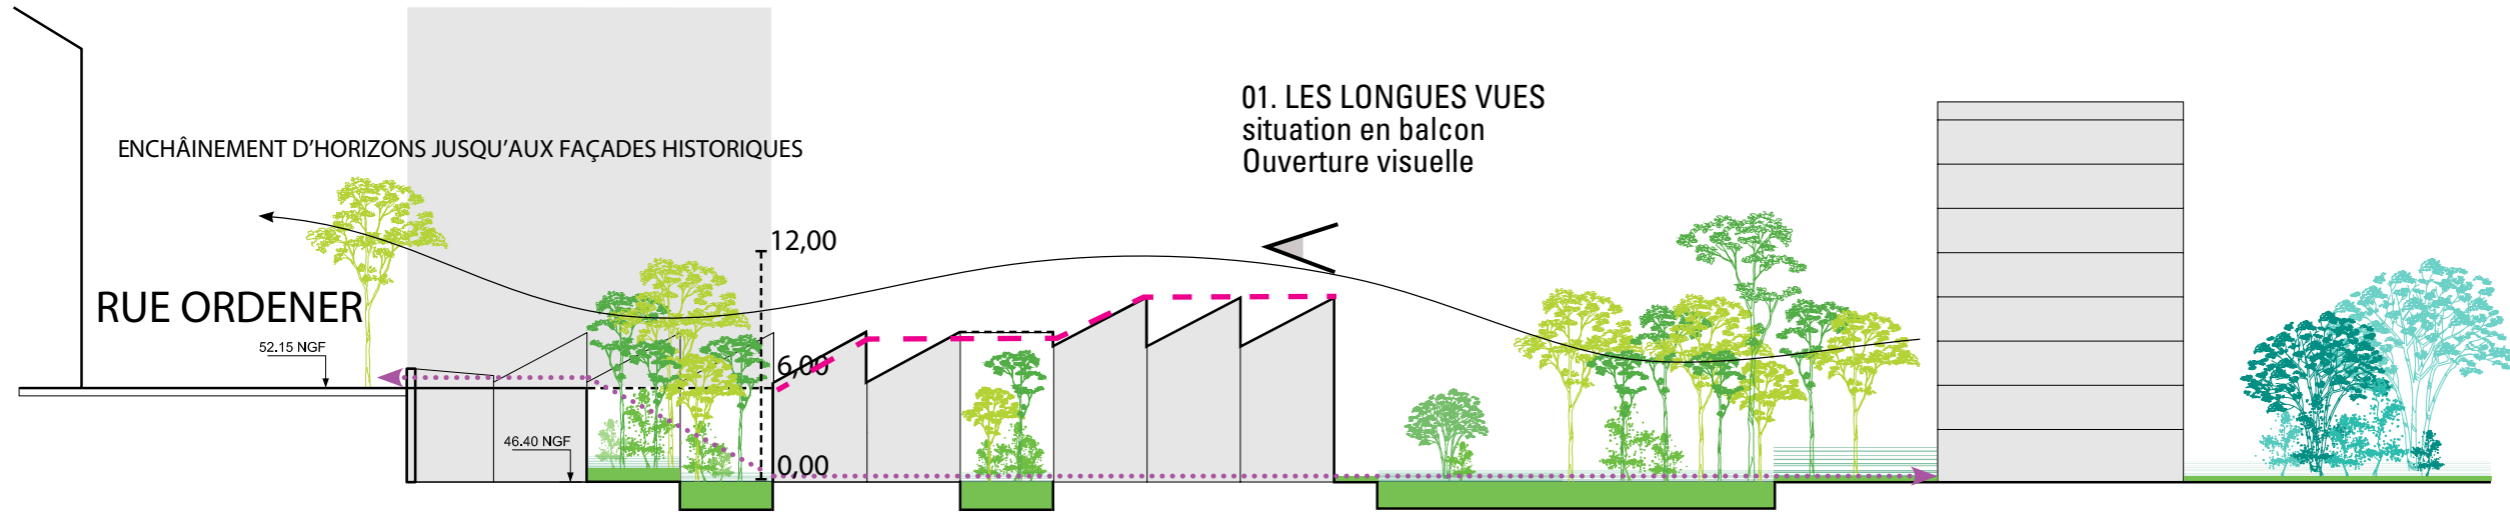 01. LES LONGUES VUES
situation en balcon
Ouverture visuelle
ENCHÂINEMENT D'HORIZONS JUSQU'AUX FAÇADES HISTORIQUES
12,00
RUE ORDENER
52.15 NGF
6,00
46.40 NGF
0,00